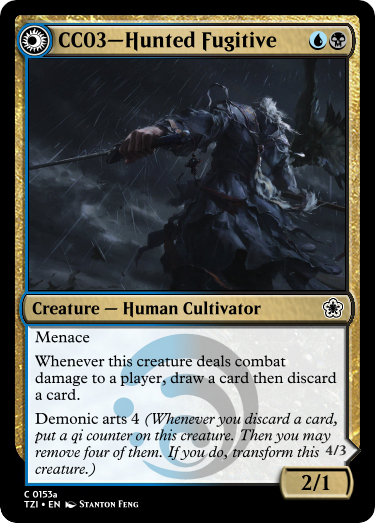 CC03—Hunted Fugitive
Creature — Human Cultivator
Menace
Whenever this creature deals combat
damage to a player, draw a card then discard
a card.
Demonic arts 4 (Whenever you discard a card,
put a qi counter on this creature. Then you may
remove four of them. If you do, transform this
creature.)
4/3
2/1
C 0153a
TZI • EN Stanton Feng